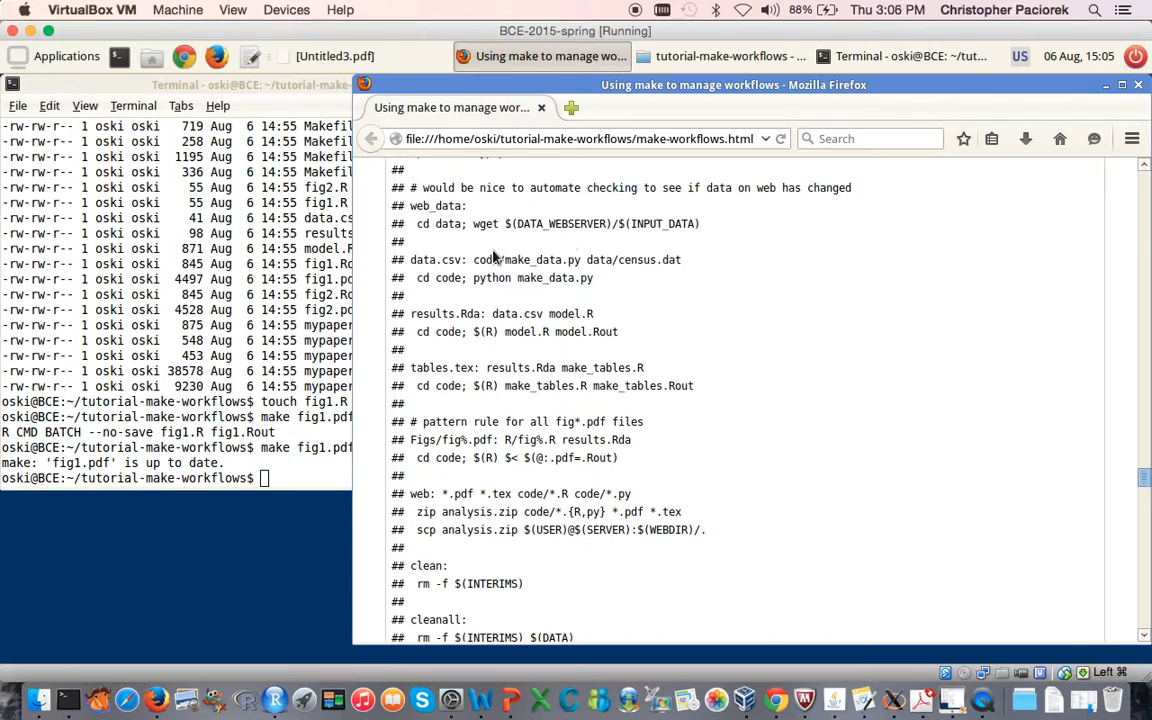 VirtualBox VM Machine View Devices Help 88% Thu 3:06 PM Christopher Paciorek
BCE-2015-spring [Running]
Applications [Untitled3.pdf] Using make to manage wo... tutorial-make-workflows - ... Terminal - oski@BCE: ~/tut... US 06 Aug, 15:05
Terminal - oski@BCE: ~/tutorial-make-
File Edit View Terminal Tabs Help
-rw-rw-r-- 1 oski oski 719 Aug 6 14:55 Makefil
-rw-rw-r-- 1 oski oski 258 Aug 6 14:55 Makefi
-rw-rw-r-- 1 oski oski 1195 Aug 6 14:55 Makefi
-rw-rw-r-- 1 oski oski 336 Aug 6 14:55 Makefi
-rw-rw-r-- 1 oski oski 55 Aug 6 14:55 fig2.R
-rw-rw-r-- 1 oski oski 55 Aug 6 14:55 fig1.R
-rw-rw-r-- 1 oski oski 41 Aug 6 14:55 data.cs
-rw-rw-r-- 1 oski oski 98 Aug 6 14:55 results
-rw-rw-r-- 1 oski oski 871 Aug 6 14:55 model.R
-rw-rw-r-- 1 oski oski 845 Aug 6 14:55 fig1.Ro
-rw-rw-r-- 1 oski oski 4497 Aug 6 14:55 fig1.pd
-rw-rw-r-- 1 oski oski 845 Aug 6 14:55 fig2.Ro
-rw-rw-r-- 1 oski oski 4528 Aug 6 14:55 fig2.pd
-rw-rw-r-- 1 oski oski 875 Aug 6 14:55 mypaper
-rw-rw-r-- 1 oski oski 548 Aug 6 14:55 mypaper
-rw-rw-r-- 1 oski oski 453 Aug 6 14:55 mypaper
-rw-rw-r-- 1 oski oski 38578 Aug 6 14:55 mypaper
-rw-rw-r-- 1 oski oski 9230 Aug 6 14:55 mypaper
oski@BCE:~/tutorial-make-workflows$ touch fig1.R
oski@BCE:~/tutorial-make-workflows$ make fig1.pdf
R CMD BATCH --no-save fig1.R fig1.Rout
oski@BCE:~/tutorial-make-workflows$ make fig1.pdf
make: 'fig1.pdf' is up to date.
oski@BCE:~/tutorial-make-workflows$
Using make to manage workflows - Mozilla Firefox
Using make to manage wor...
file:///home/oski/tutorial-make-workflows/make-workflows.html Search
##
## # would be nice to automate checking to see if data on web has changed
## web_data:
## cd data; wget $(DATA_WEBSERVER)/$(INPUT_DATA)
##
## data.csv: code/make_data.py data/census.dat
## cd code; python make_data.py
##
## results.Rda: data.csv model.R
## cd code; $(R) model.R model.Rout
##
## tables.tex: results.Rda make_tables.R
## cd code; $(R) make_tables.R make_tables.Rout
##
## # pattern rule for all fig*.pdf files
## Figs/fig%.pdf: R/fig%.R results.Rda
## cd code; $(R) $< $(@:.pdf=.Rout)
##
## web: *.pdf *.tex code/*.R code/*.py
## zip analysis.zip code/*.{R,py} *.pdf *.tex
## scp analysis.zip $(USER)@$(SERVER):$(WEBDIR)/.
##
## clean:
## rm -f $(INTERIMS)
##
## cleanall:
## rm -f $(INTERIMS) $(DATA)
Left ⌘